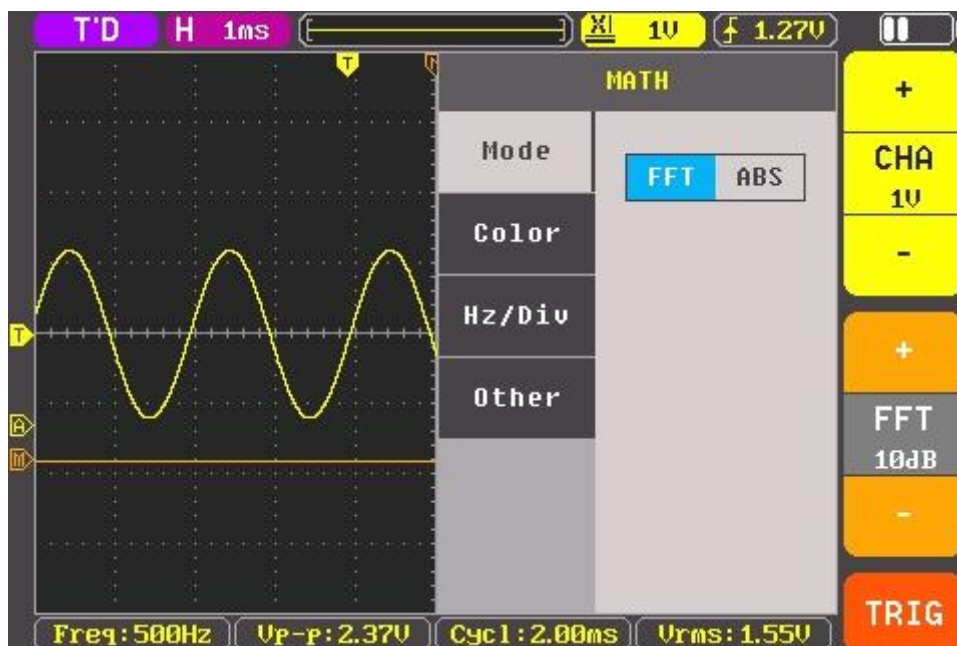 T'D H 1ms X1 1V 1.27V
T
MATH
+
CHA
1V
-
Mode
FFT ABS
Color
Hz/Div
Other
T
A
M
+
FFT
10dB
-
TRIG
Freq:500Hz Vp-p:2.37V Cycl:2.00ms Vrms:1.55V